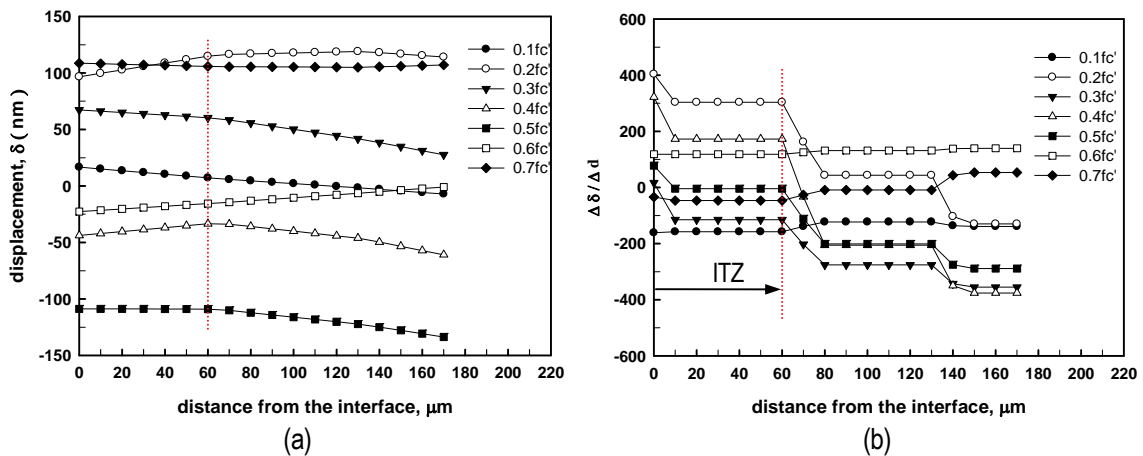 150
100
50
0
-50
-100
-150
displacement, δ ( nm )
0 20 40 60 80 100 120 140 160 180 200 220
distance from the interface, μm
0.1fc'
0.2fc'
0.3fc'
0.4fc'
0.5fc'
0.6fc'
0.7fc'
(a)
600
400
200
0
-200
-400
-600
Δ δ / Δ d
ITZ
0 20 40 60 80 100 120 140 160 180 200 220
distance from the interface, μm
0.1fc'
0.2fc'
0.3fc'
0.4fc'
0.5fc'
0.6fc'
0.7fc'
(b)